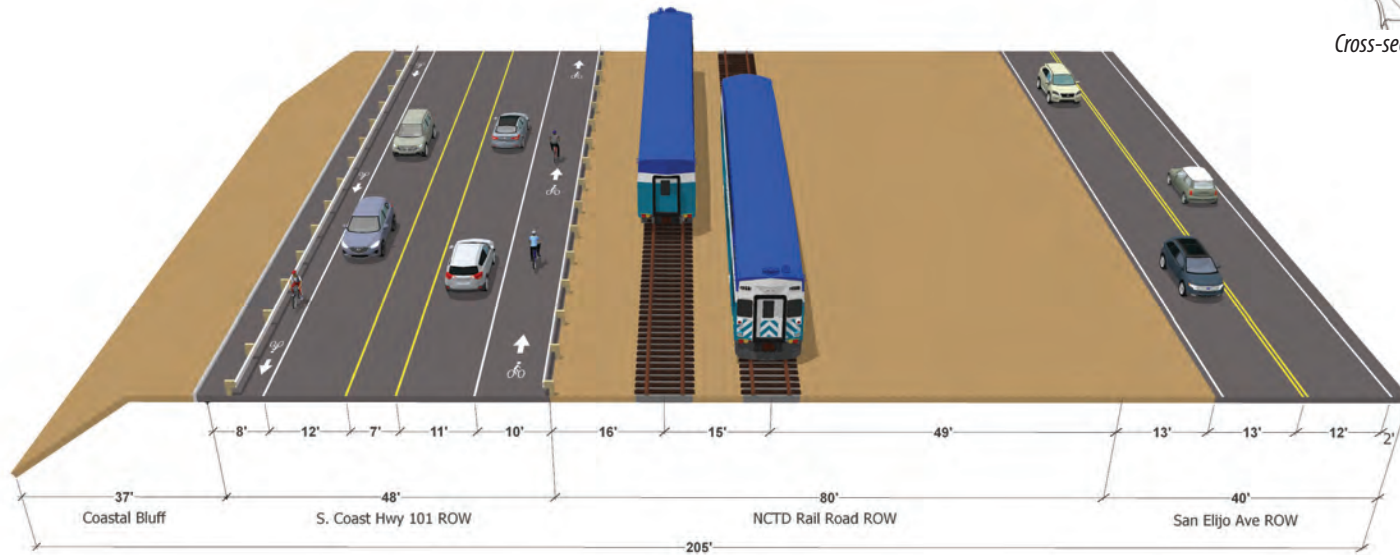 Cross-se
8' 12' 7' 11' 10' 16' 15' 49' 13' 13' 12' 2'
37' 48' 80' 40'
Coastal Bluff S. Coast Hwy 101 ROW NCTD Rail Road ROW San Elijo Ave ROW
205'